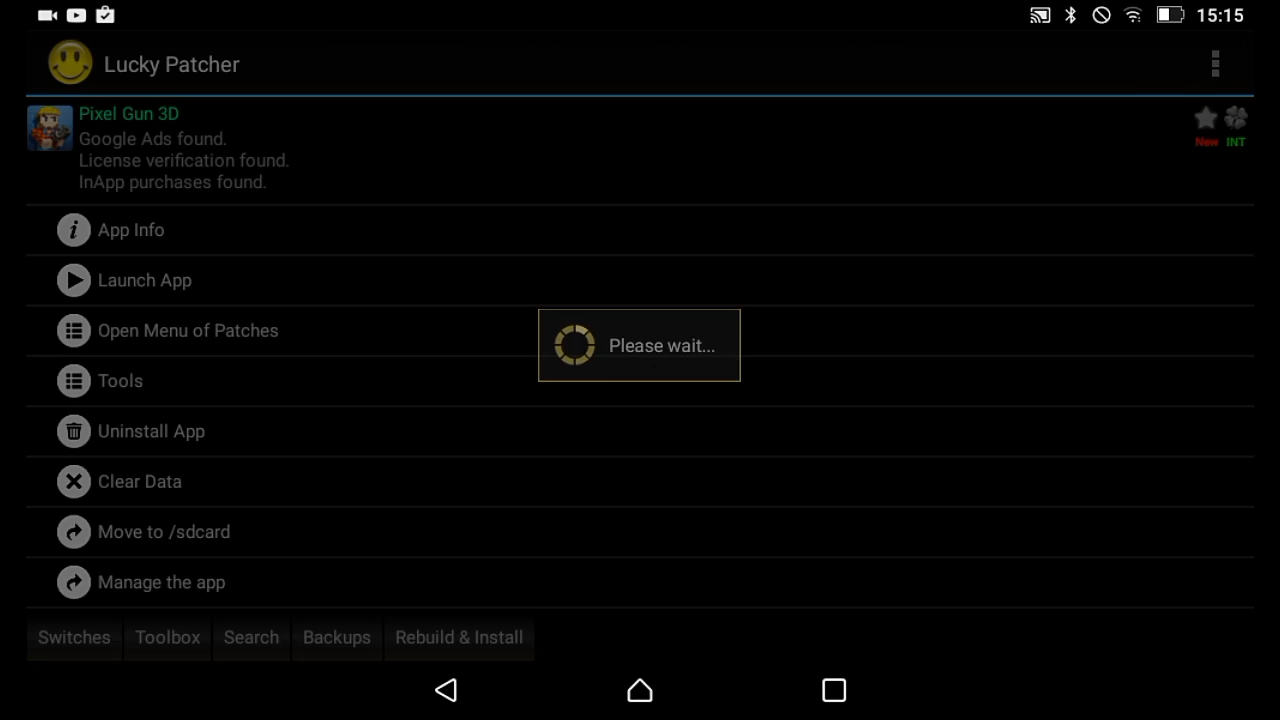 15:15
Lucky Patcher
Pixel Gun 3D
Google Ads found.
License verification found.
InApp purchases found.
New INT
App Info
Launch App
Open Menu of Patches
Please wait...
Tools
Uninstall App
Clear Data
Move to /sdcard
Manage the app
Switches Toolbox Search Backups Rebuild & Install